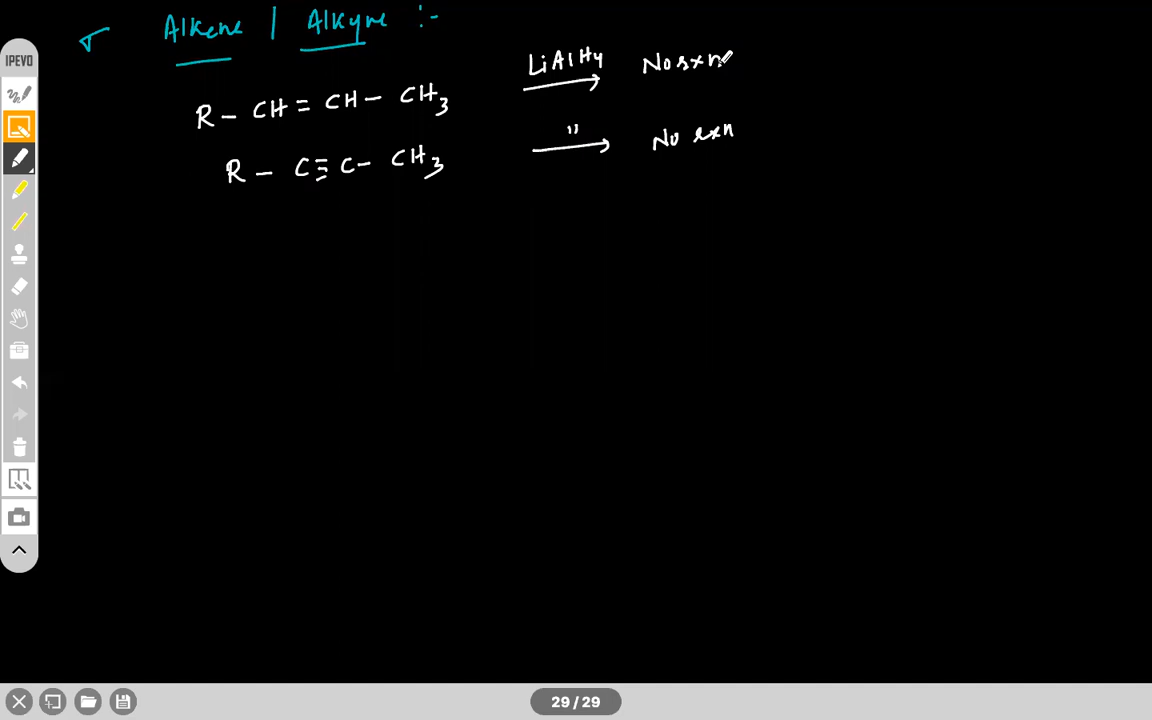 Alkene | Alkyne :-
R - CH = CH - CH3 LiAlH4 No rxn
R - C ≡ C - CH3 " No rxn
IPEVO
29 / 29